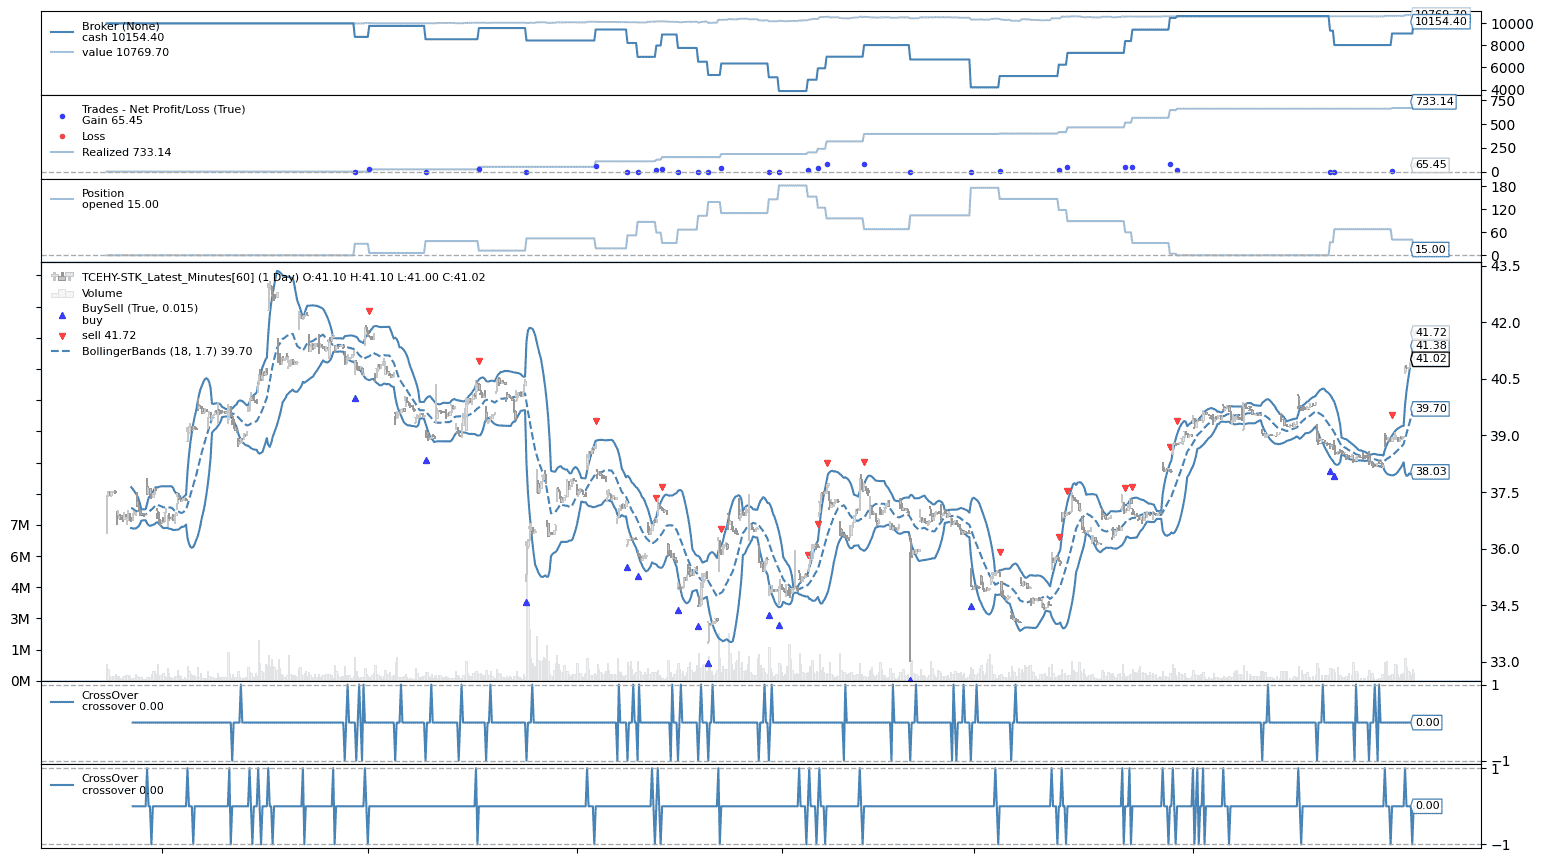 Broker (None)
cash 10154.40
value 10769.70
10769.70
10154.40
10000
8000
6000
4000
Trades - Net Profit/Loss (True)
Gain 65.45
Loss
Realized 733.14
733.14
750
500
250
65.45
0
Position
opened 15.00
180
120
60
15.00
0
TCEHY-STK_Latest_Minutes[60] (1 Day) O:41.10 H:41.10 L:41.00 C:41.02
Volume
BuySell (True, 0.015)
buy
sell 41.72
BollingerBands (18, 1.7) 39.70
43.5
42.0
41.72
41.38
41.02
40.5
39.70
39.0
38.03
37.5
36.0
34.5
33.0
7M
6M
4M
3M
1M
0M
CrossOver
crossover 0.00
1
0.00
−1
CrossOver
crossover 0.00
1
0.00
−1